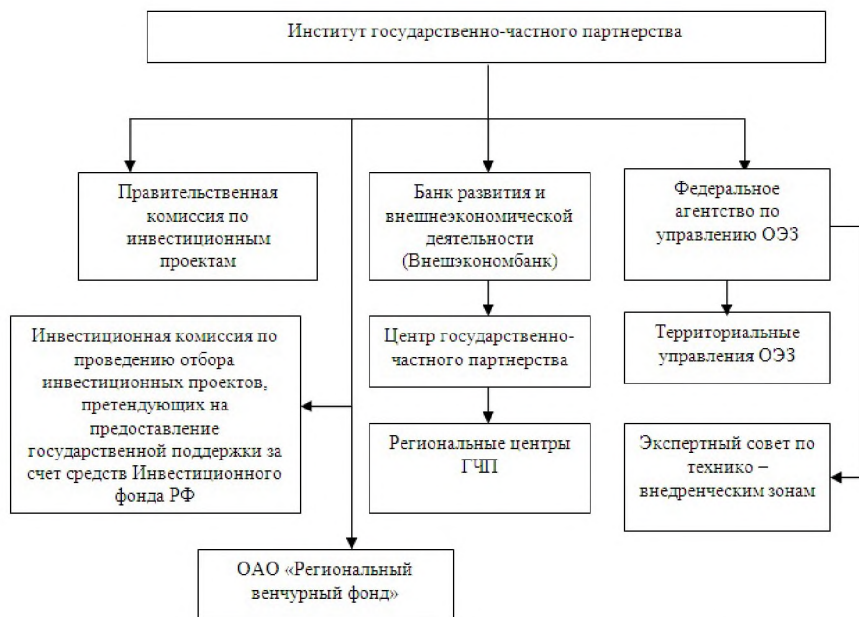 Институт государственно-частного партнерства
Правительственная
комиссия по
инвестиционным
проектам
Банк развития и
внешнеэкономической
деятельности
(Внешэкономбанк)
Федеральное
агентство по
управлению ОЭЗ
Инвестиционная комиссия по
проведению отбора
инвестиционных проектов,
претендующих на
предоставление
государственной поддержки за
счет средств Инвестиционного
фонда РФ
Центр государственно-
частного партнерства
Территориальные
управления ОЭЗ
Региональные центры
ГЧП
Экспертный совет по
технико –
внедренческим зонам
ОАО «Региональный
венчурный фонд»